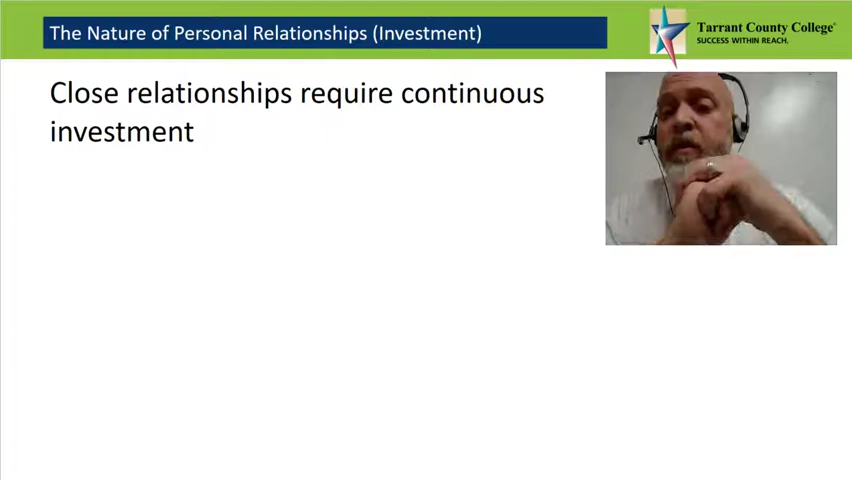 The Nature of Personal Relationships (Investment)
Tarrant County College®
SUCCESS WITHIN REACH.
Close relationships require continuous
investment